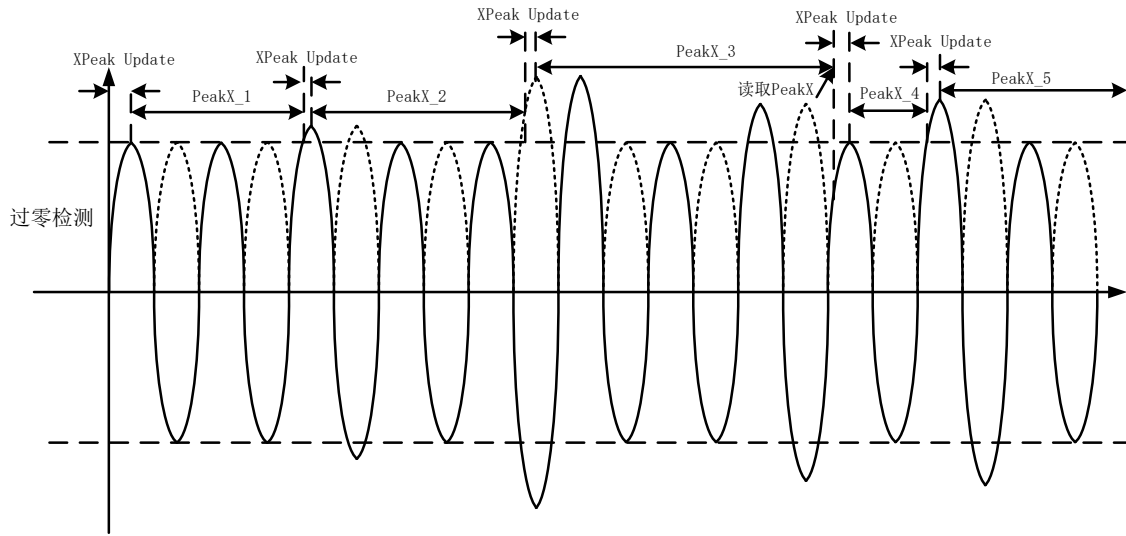 XPeak Update
XPeak Update
XPeak Update
XPeak Update
XPeak Update
PeakX_1
PeakX_2
PeakX_3
读取PeakX
PeakX_4
PeakX_5
过零检测